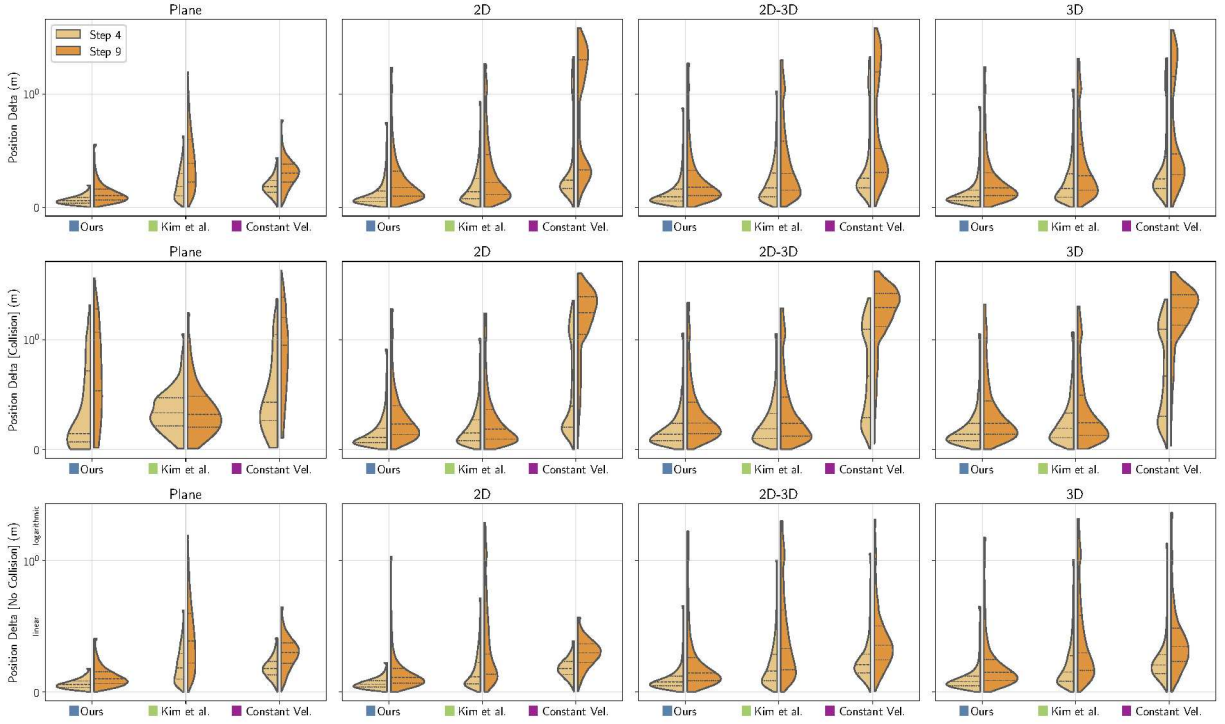 Plane 2D 2D-3D 3D
Step 4
Step 9
Position Delta (m)
10⁰
0
Ours Kim et al. Constant Vel. Ours Kim et al. Constant Vel. Ours Kim et al. Constant Vel. Ours Kim et al. Constant Vel.
Plane 2D 2D-3D 3D
Position Delta [Collision] (m)
10⁰
0
Ours Kim et al. Constant Vel. Ours Kim et al. Constant Vel. Ours Kim et al. Constant Vel. Ours Kim et al. Constant Vel.
Plane 2D 2D-3D 3D
Position Delta [No Collision] (m)
logarithmic
10⁰
linear
0
Ours Kim et al. Constant Vel. Ours Kim et al. Constant Vel. Ours Kim et al. Constant Vel. Ours Kim et al. Constant Vel.